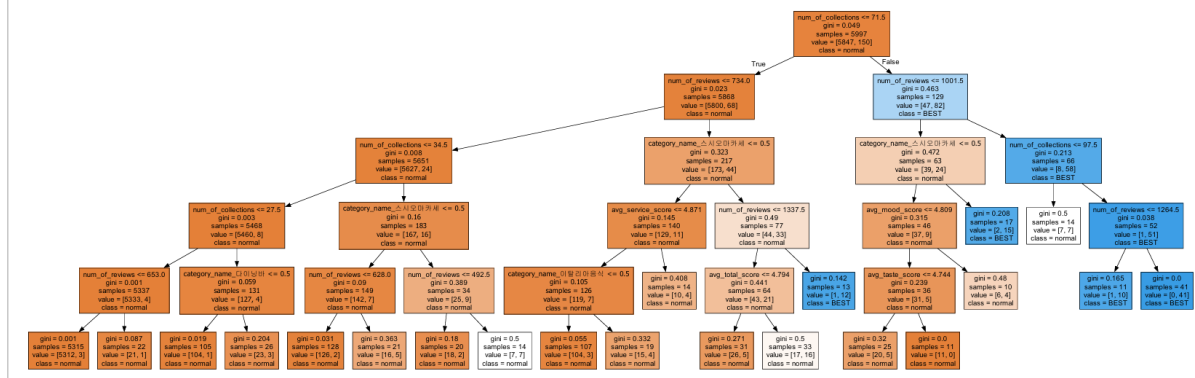 num_of_collections <= 71.5
gini = 0.049
samples = 5997
value = [5847, 150]
class = normal
True
False
num_of_reviews <= 734.0
gini = 0.023
samples = 5868
value = [5800, 68]
class = normal
num_of_reviews <= 1001.5
gini = 0.463
samples = 129
value = [47, 82]
class = BEST
num_of_collections <= 34.5
gini = 0.008
samples = 5651
value = [5627, 24]
class = normal
category_name_스시오마카세 <= 0.5
gini = 0.323
samples = 217
value = [173, 44]
class = normal
category_name_스시오마카세 <= 0.5
gini = 0.472
samples = 63
value = [39, 24]
class = normal
num_of_collections <= 97.5
gini = 0.213
samples = 66
value = [8, 58]
class = BEST
num_of_collections <= 27.5
gini = 0.003
samples = 5468
value = [5460, 8]
class = normal
category_name_스시오마카세 <= 0.5
gini = 0.16
samples = 183
value = [167, 16]
class = normal
avg_service_score <= 4.871
gini = 0.145
samples = 140
value = [129, 11]
class = normal
num_of_reviews <= 1337.5
gini = 0.49
samples = 77
value = [44, 33]
class = normal
avg_mood_score <= 4.809
gini = 0.315
samples = 46
value = [37, 9]
class = normal
gini = 0.208
samples = 17
value = [2, 15]
class = BEST
gini = 0.5
samples = 14
value = [7, 7]
class = normal
num_of_reviews <= 1264.5
gini = 0.038
samples = 52
value = [1, 51]
class = BEST
num_of_reviews <= 653.0
gini = 0.001
samples = 5337
value = [5333, 4]
class = normal
category_name_다이닝바 <= 0.5
gini = 0.059
samples = 131
value = [127, 4]
class = normal
num_of_reviews <= 628.0
gini = 0.09
samples = 149
value = [142, 7]
class = normal
num_of_reviews <= 492.5
gini = 0.389
samples = 34
value = [25, 9]
class = normal
category_name_이탈리아음식 <= 0.5
gini = 0.105
samples = 126
value = [119, 7]
class = normal
gini = 0.408
samples = 14
value = [10, 4]
class = normal
avg_total_score <= 4.794
gini = 0.441
samples = 64
value = [43, 21]
class = normal
gini = 0.142
samples = 13
value = [1, 12]
class = BEST
avg_taste_score <= 4.744
gini = 0.239
samples = 36
value = [31, 5]
class = normal
gini = 0.48
samples = 10
value = [6, 4]
class = normal
gini = 0.165
samples = 11
value = [1, 10]
class = BEST
gini = 0.0
samples = 41
value = [0, 41]
class = BEST
gini = 0.001
samples = 5315
value = [5312, 3]
class = normal
gini = 0.087
samples = 22
value = [21, 1]
class = normal
gini = 0.019
samples = 105
value = [104, 1]
class = normal
gini = 0.204
samples = 26
value = [23, 3]
class = normal
gini = 0.031
samples = 128
value = [126, 2]
class = normal
gini = 0.363
samples = 21
value = [16, 5]
class = normal
gini = 0.18
samples = 20
value = [18, 2]
class = normal
gini = 0.5
samples = 14
value = [7, 7]
class = normal
gini = 0.055
samples = 107
value = [104, 3]
class = normal
gini = 0.332
samples = 19
value = [15, 4]
class = normal
gini = 0.271
samples = 31
value = [26, 5]
class = normal
gini = 0.5
samples = 33
value = [17, 16]
class = normal
gini = 0.32
samples = 25
value = [20, 5]
class = normal
gini = 0.0
samples = 11
value = [11, 0]
class = normal